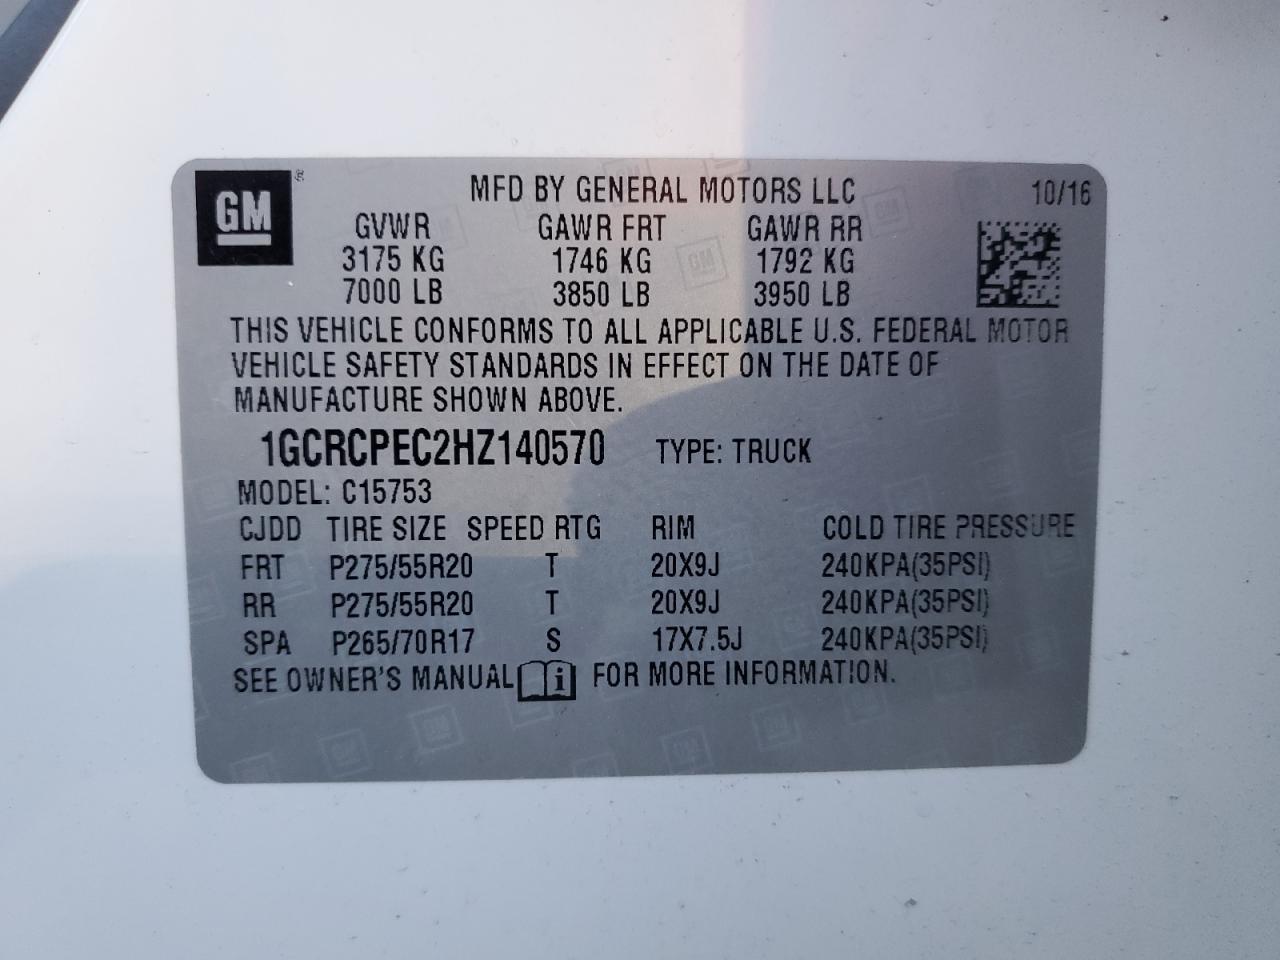 GM ® MFD BY GENERAL MOTORS LLC 10/16
GVWR GAWR FRT GAWR RR
3175 KG 1746 KG 1792 KG
7000 LB 3850 LB 3950 LB
THIS VEHICLE CONFORMS TO ALL APPLICABLE U.S. FEDERAL MOTOR
VEHICLE SAFETY STANDARDS IN EFFECT ON THE DATE OF
MANUFACTURE SHOWN ABOVE.
1GCRCPEC2HZ140570 TYPE: TRUCK
MODEL: C15753
CJDD TIRE SIZE SPEED RTG RIM COLD TIRE PRESSURE
FRT P275/55R20 T 20X9J 240KPA(35PSI)
RR P275/55R20 T 20X9J 240KPA(35PSI)
SPA P265/70R17 S 17X7.5J 240KPA(35PSI)
SEE OWNER'S MANUAL i FOR MORE INFORMATION.